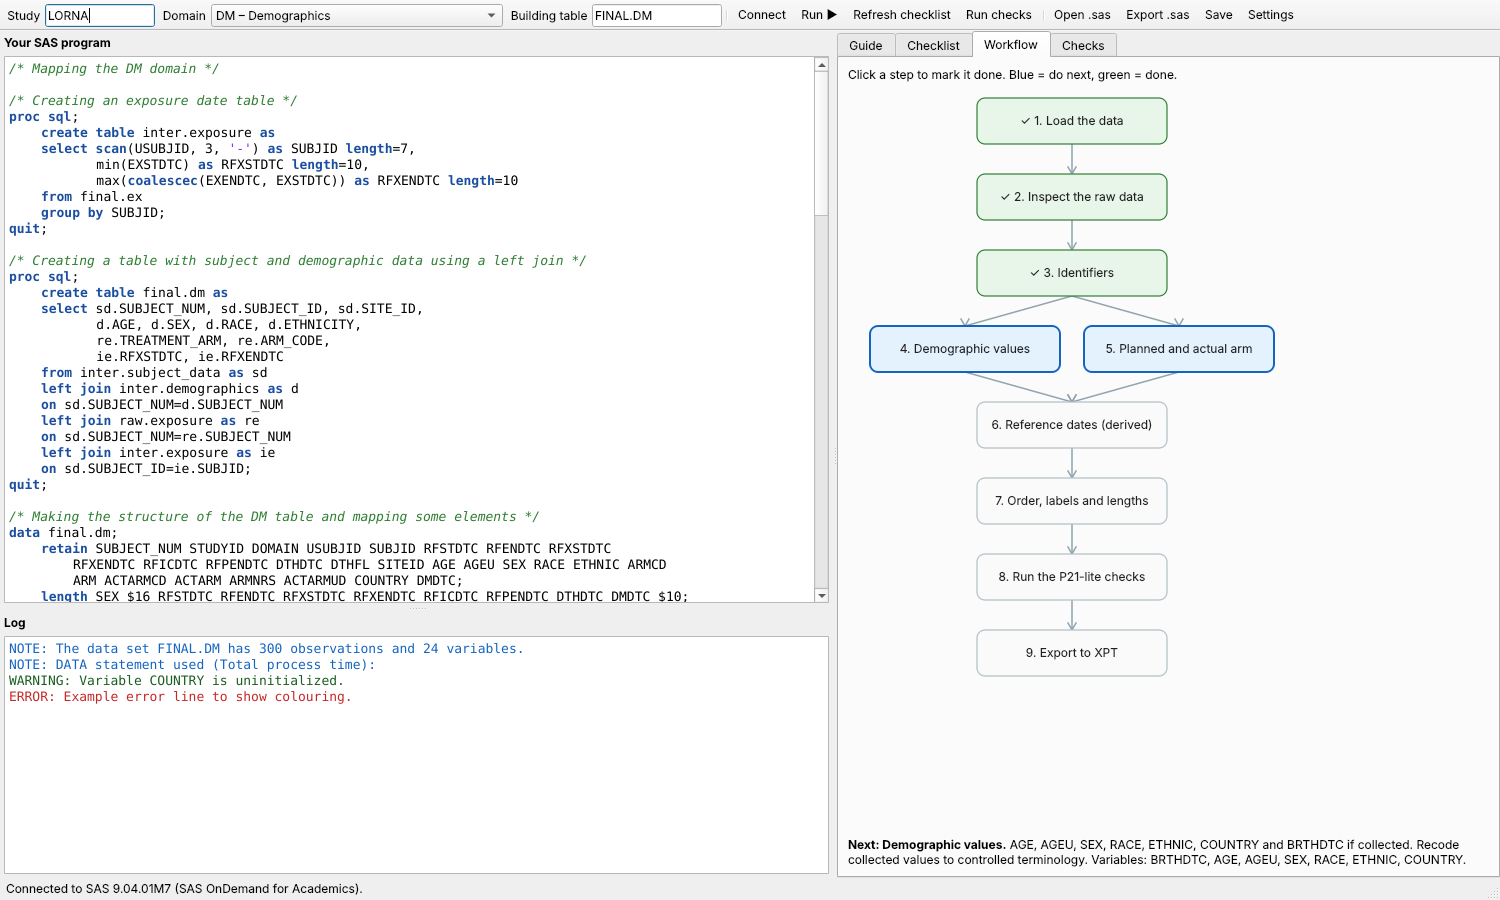 Study LORNA Domain DM – Demographics Building table FINAL.DM Connect Run ▶ Refresh checklist Run checks Open .sas Export .sas Save Settings
Your SAS program
/* Mapping the DM domain */
/* Creating an exposure date table */
proc sql;
create table inter.exposure as
select scan(USUBJID, 3, '-') as SUBJID length=7,
min(EXSTDTC) as RFXSTDTC length=10,
max(coalescec(EXENDTC, EXSTDTC)) as RFXENDTC length=10
from final.ex
group by SUBJID;
quit;
/* Creating a table with subject and demographic data using a left join */
proc sql;
create table final.dm as
select sd.SUBJECT_NUM, sd.SUBJECT_ID, sd.SITE_ID,
d.AGE, d.SEX, d.RACE, d.ETHNICITY,
re.TREATMENT_ARM, re.ARM_CODE,
ie.RFXSTDTC, ie.RFXENDTC
from inter.subject_data as sd
left join inter.demographics as d
on sd.SUBJECT_NUM=d.SUBJECT_NUM
left join raw.exposure as re
on sd.SUBJECT_NUM=re.SUBJECT_NUM
left join inter.exposure as ie
on sd.SUBJECT_ID=ie.SUBJID;
quit;
/* Making the structure of the DM table and mapping some elements */
data final.dm;
retain SUBJECT_NUM STUDYID DOMAIN USUBJID SUBJID RFSTDTC RFENDTC RFXSTDTC
RFXENDTC RFICDTC RFPENDTC DTHDTC DTHFL SITEID AGE AGEU SEX RACE ETHNIC ARMCD
ARM ACTARMCD ACTARM ARMNRS ACTARMUD COUNTRY DMDTC;
length SEX $16 RFSTDTC RFENDTC RFXSTDTC RFXENDTC RFICDTC RFPENDTC DTHDTC DMDTC $10;
Log
NOTE: The data set FINAL.DM has 300 observations and 24 variables.
NOTE: DATA statement used (Total process time):
WARNING: Variable COUNTRY is uninitialized.
ERROR: Example error line to show colouring.
Connected to SAS 9.04.01M7 (SAS OnDemand for Academics).
Guide Checklist Workflow Checks
Click a step to mark it done. Blue = do next, green = done.
✓ 1. Load the data
✓ 2. Inspect the raw data
✓ 3. Identifiers
4. Demographic values 5. Planned and actual arm
6. Reference dates (derived)
7. Order, labels and lengths
8. Run the P21-lite checks
9. Export to XPT
Next: Demographic values. AGE, AGEU, SEX, RACE, ETHNIC, COUNTRY and BRTHDTC if collected. Recode
collected values to controlled terminology. Variables: BRTHDTC, AGE, AGEU, SEX, RACE, ETHNIC, COUNTRY.